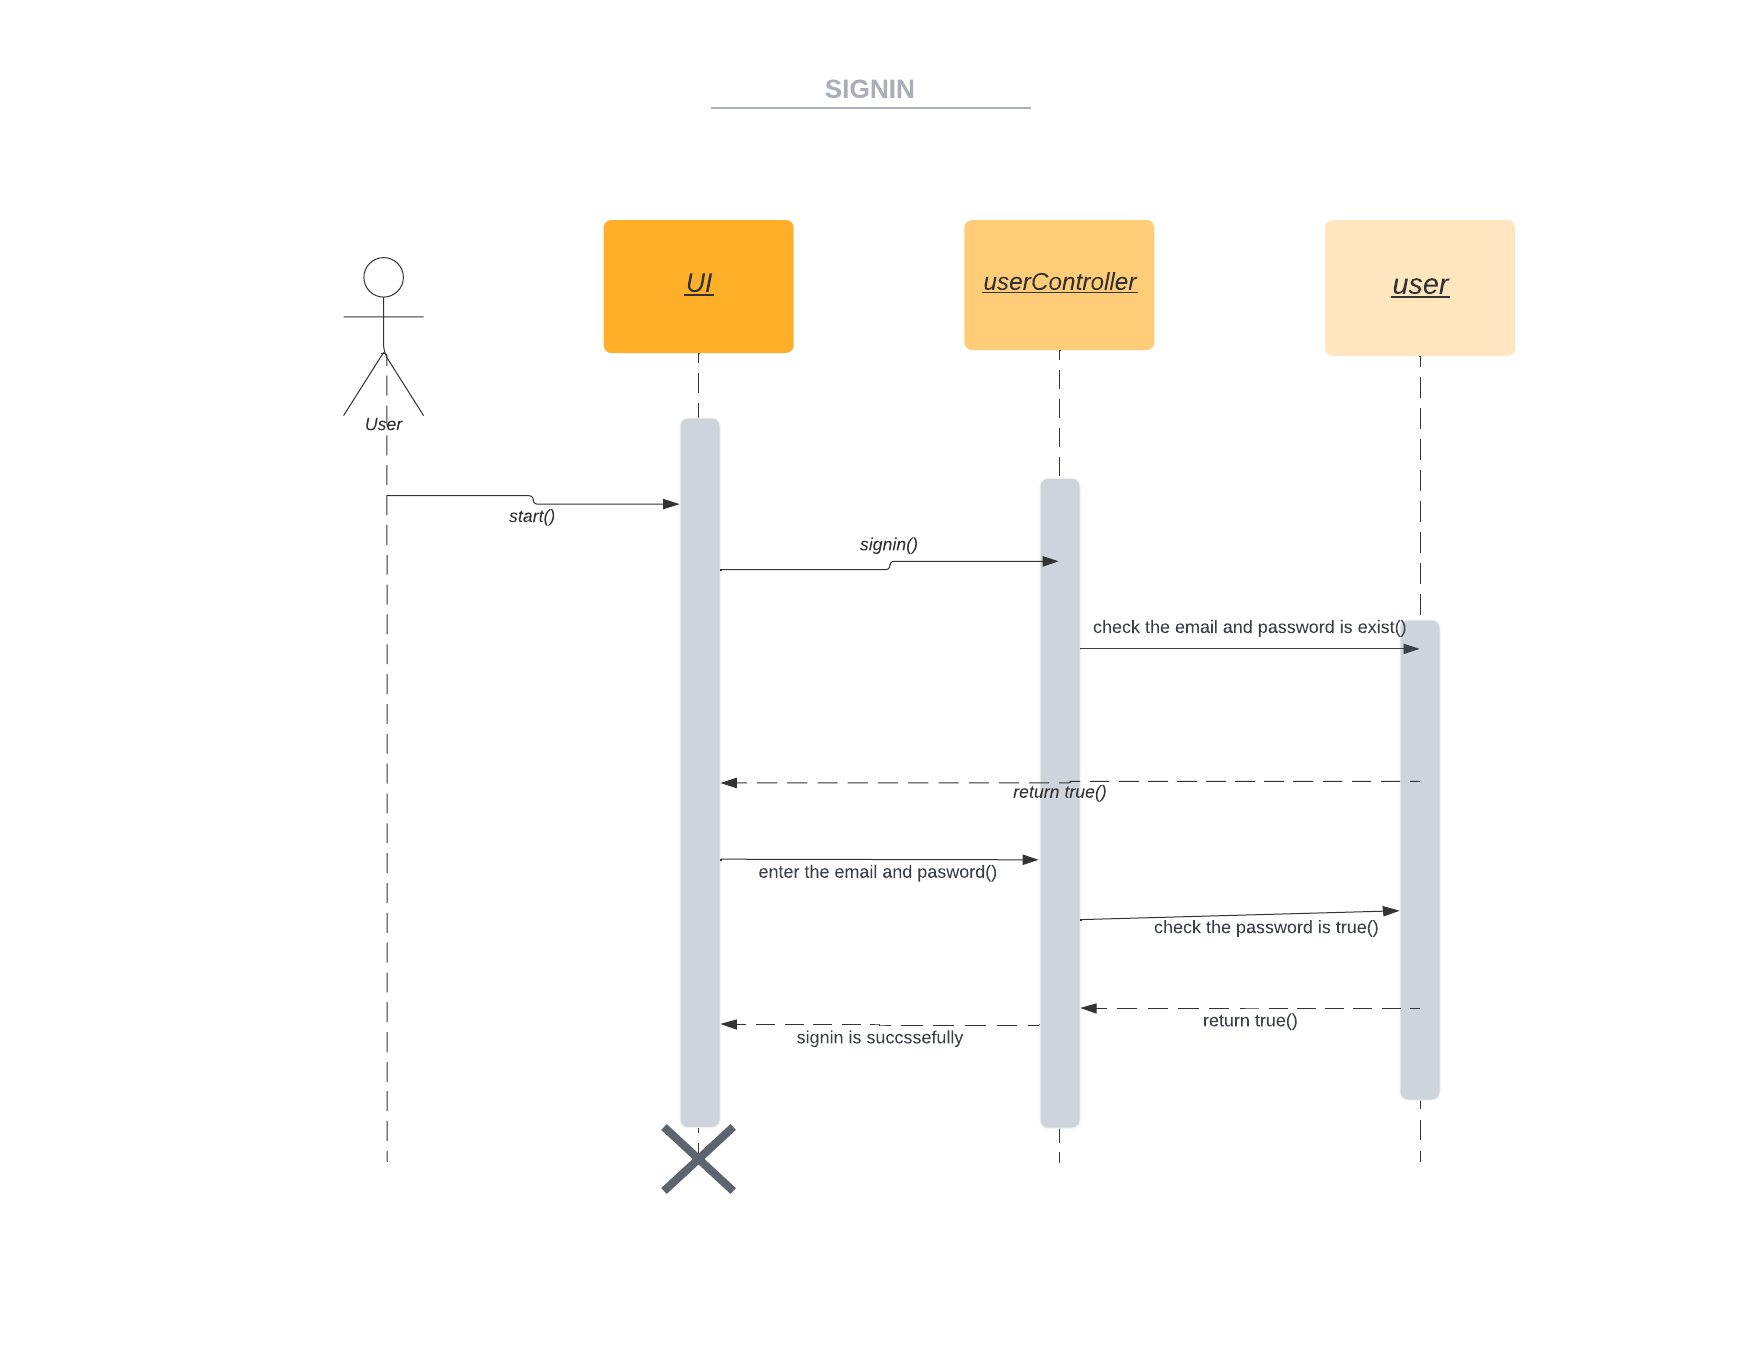 SIGNIN
UI
userController
user
User
start()
signin()
check the email and password is exist()
return true()
enter the email and pasword()
check the password is true()
return true()
signin is succssefully